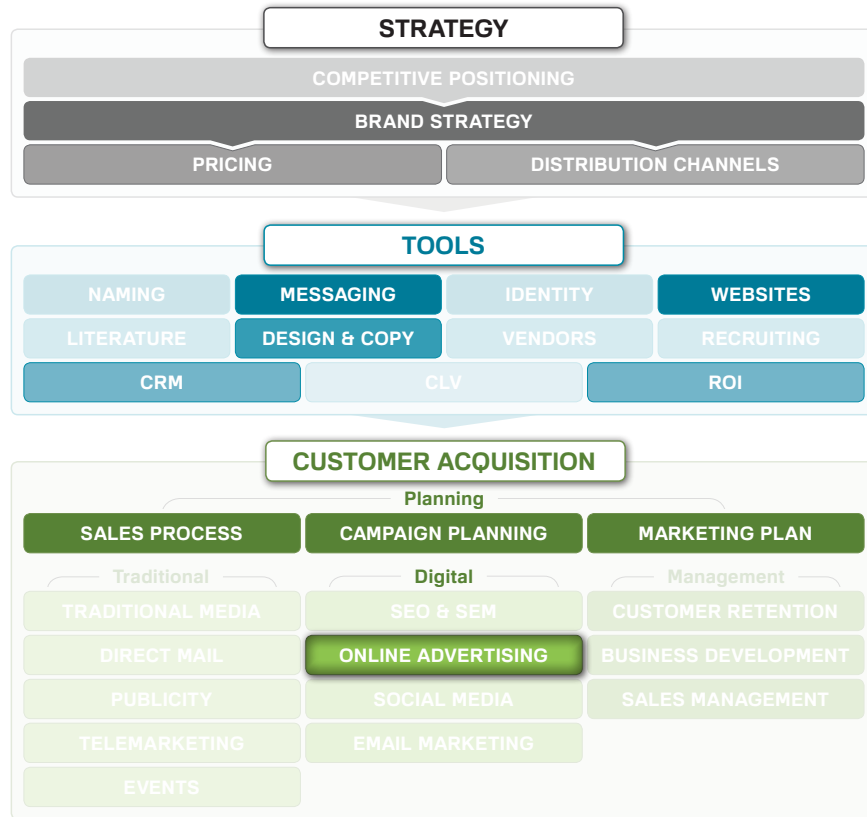 STRATEGY
COMPETITIVE POSITIONING
BRAND STRATEGY
PRICING DISTRIBUTION CHANNELS
TOOLS
NAMING MESSAGING IDENTITY WEBSITES
LITERATURE DESIGN & COPY VENDORS RECRUITING
CRM CLV ROI
CUSTOMER ACQUISITION
Planning
SALES PROCESS CAMPAIGN PLANNING MARKETING PLAN
Traditional Digital Management
TRADITIONAL MEDIA SEO & SEM CUSTOMER RETENTION
DIRECT MAIL ONLINE ADVERTISING BUSINESS DEVELOPMENT
PUBLICITY SOCIAL MEDIA SALES MANAGEMENT
TELEMARKETING EMAIL MARKETING
EVENTS